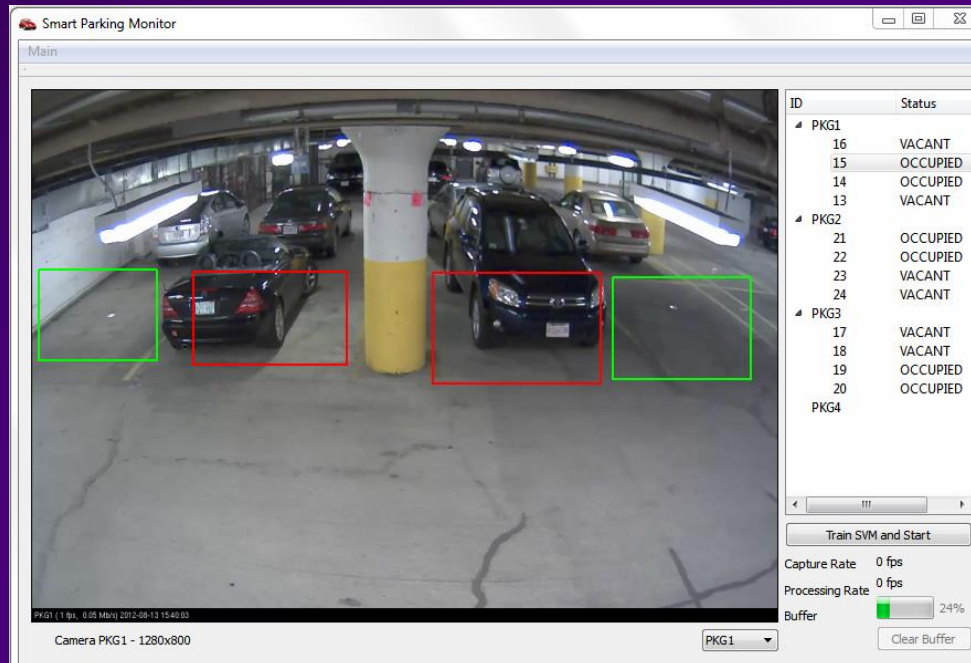 Smart Parking Monitor
Main
ID Status
PKG1
16 VACANT
15 OCCUPIED
14 OCCUPIED
13 VACANT
PKG2
21 OCCUPIED
22 OCCUPIED
23 VACANT
24 VACANT
PKG3
17 VACANT
18 VACANT
19 OCCUPIED
20 OCCUPIED
PKG4
Train SVM and Start
Capture Rate 0 fps
Processing Rate 0 fps
Buffer 24%
Clear Buffer
PKG1 ( 1 fps, 0.05 Mb/s) 2012-06-13 15:40:03
Camera PKG1 - 1280x800
PKG1